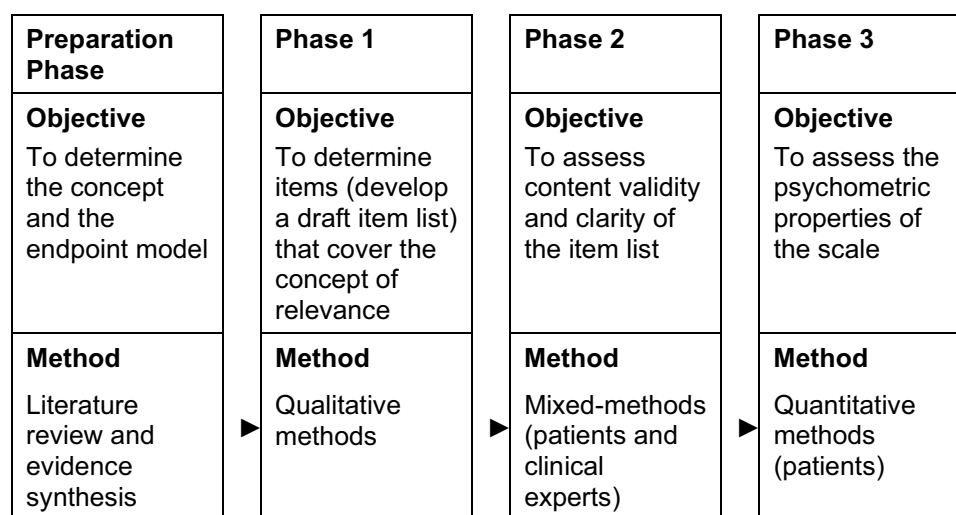 Preparation
Phase
Objective
To determine
the concept
and the
endpoint model
Method
Literature
review and
evidence
synthesis
Phase 1
Objective
To determine
items (develop
a draft item list)
that cover the
concept of
relevance
Method
Qualitative
methods
Phase 2
Objective
To assess
content validity
and clarity of
the item list
Method
Mixed-methods
(patients and
clinical
experts)
Phase 3
Objective
To assess the
psychometric
properties of
the scale
Method
Quantitative
methods
(patients)